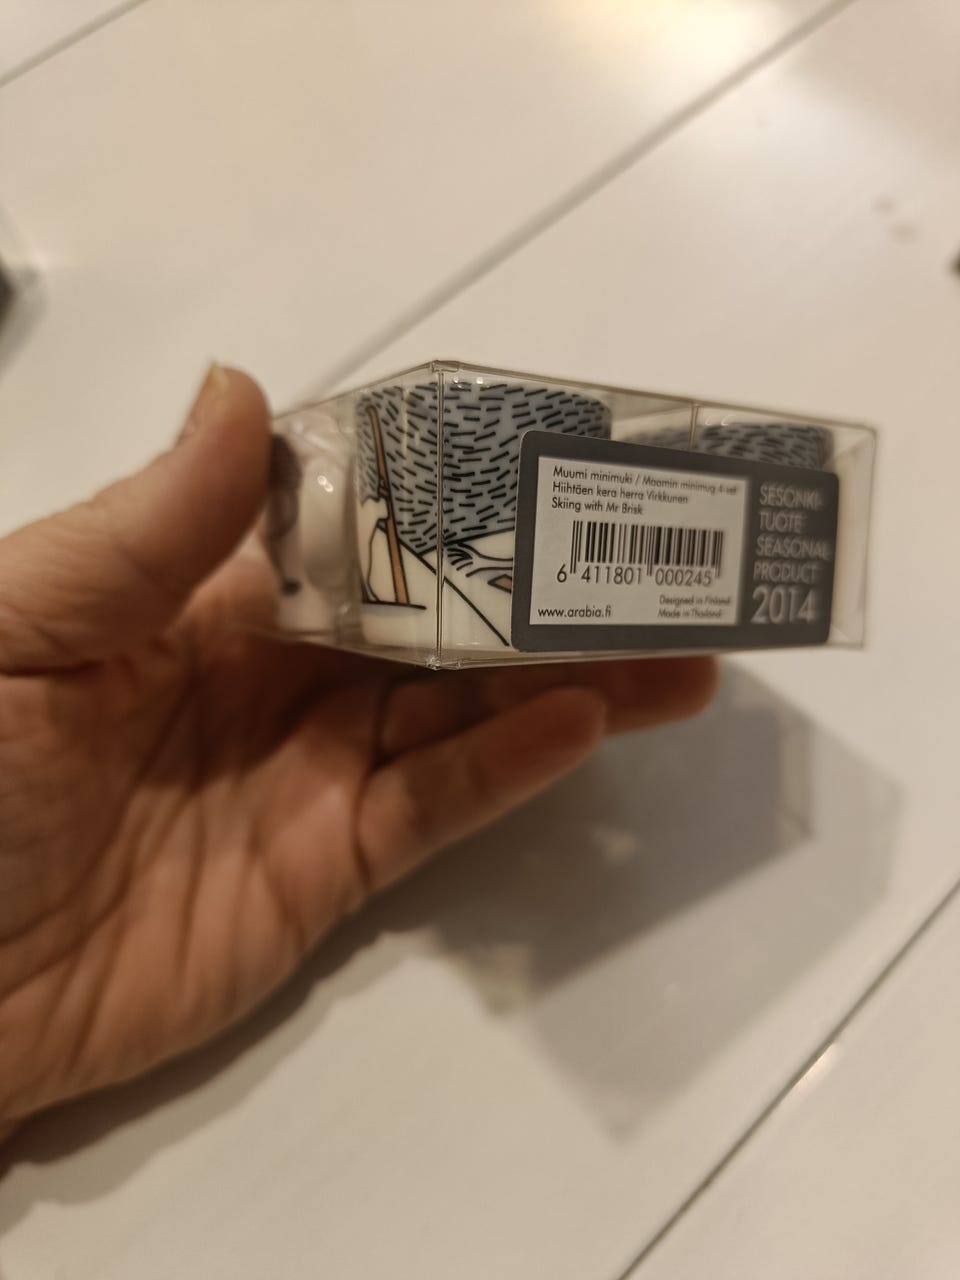 Muumi minimuki / Moomin minimug 4-set
Hiihtäen kera herra Virkkunen
Skiing with Mr Brisk
6 411801 000245
www.arabia.fi
Designed in Finland
Made in Thailand
SESONKI-
TUOTE
SEASONAL
PRODUCT
2014